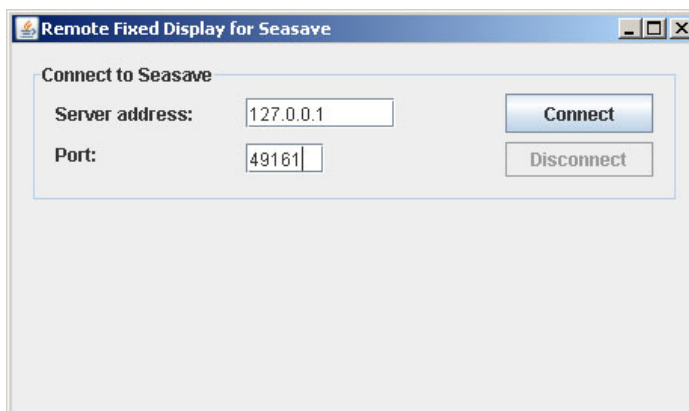 Remote Fixed Display for Seasave
Connect to Seasave
Server address: 127.0.0.1 Connect
Port: 49161 Disconnect